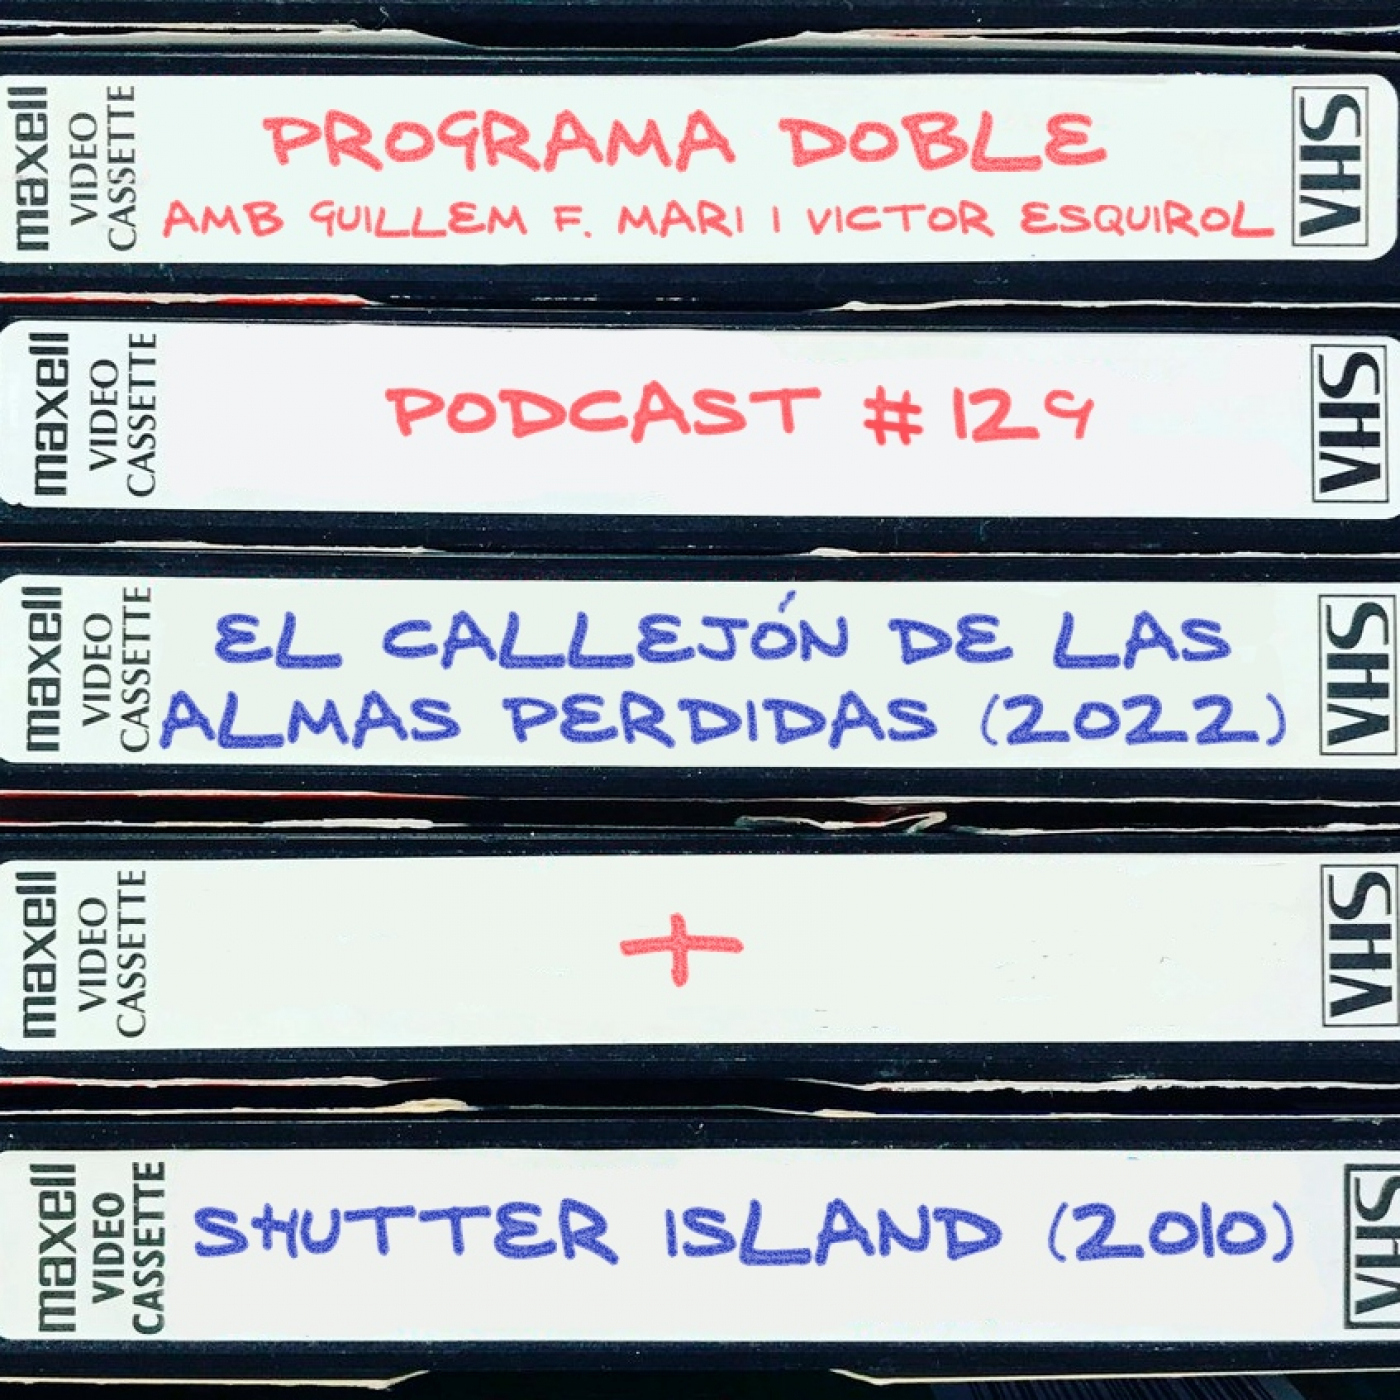 maxell
VIDEO
CASSETTE
PROGRAMA DOBLE
AMB GUILLEM F. MARI I VICTOR ESQUIROL
VHS
maxell
VIDEO
CASSETTE
PODCAST #129
VHS
maxell
VIDEO
CASSETTE
EL CALLEJÓN DE LAS
ALMAS PERDIDAS (2022)
VHS
maxell
VIDEO
CASSETTE
+
VHS
maxell
VIDEO
CASSETTE
SHUTTER ISLAND (2010)
VHS